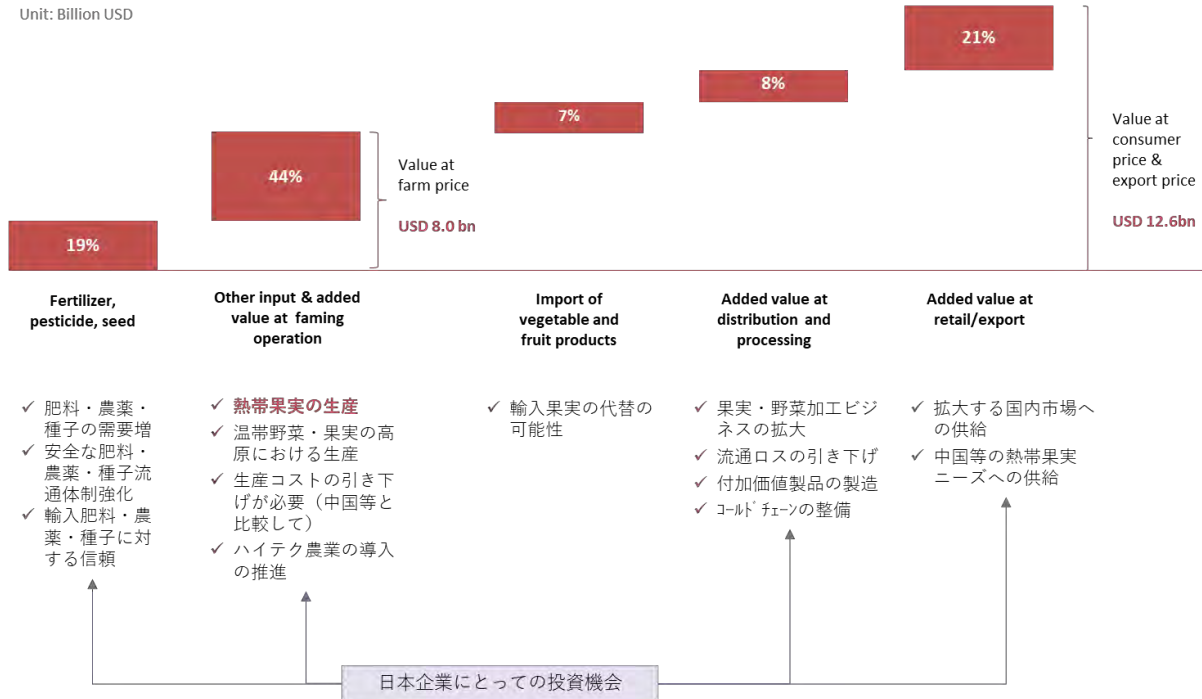 Unit: Billion USD
21%
8%
7%
44%
19%
Value at
farm price
USD 8.0 bn
Value at
consumer
price &
export price
USD 12.6bn
Fertilizer,
pesticide, seed
Other input & added
value at faming
operation
Import of
vegetable and
fruit products
Added value at
distribution and
processing
Added value at
retail/export
✓ 肥料・農薬・
種子の需要増
✓ 安全な肥料・
農薬・種子流
通体制強化
✓ 輸入肥料・農
薬・種子に対
する信頼
✓ 熱帯果実の生産
✓ 温帯野菜・果実の高
原における生産
✓ 生産コストの引き下
げが必要（中国等と
比較して）
✓ ハイテク農業の導入
の推進
✓ 輸入果実の代替の
可能性
✓ 果実・野菜加工ビジ
ネスの拡大
✓ 流通ロスの引き下げ
✓ 付加価値製品の製造
✓ ｺｰﾙﾄﾞﾁｪｰﾝの整備
✓ 拡大する国内市場へ
の供給
✓ 中国等の熱帯果実
ニーズへの供給
日本企業にとっての投資機会